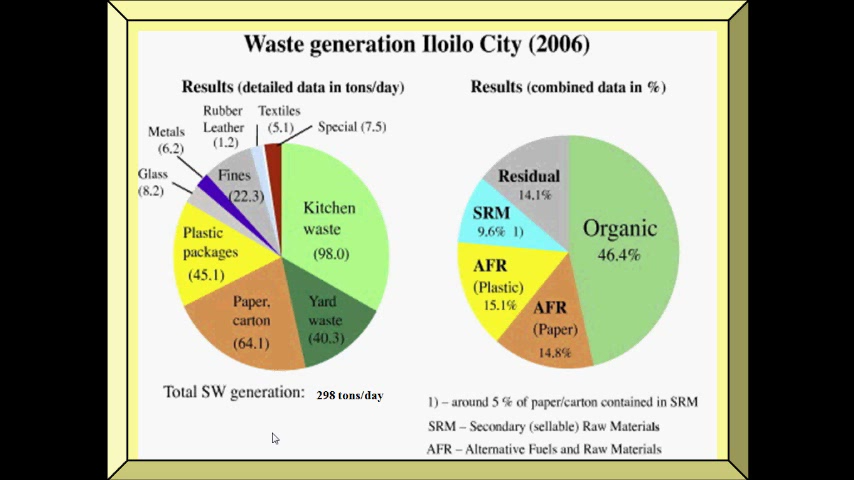 Waste generation Iloilo City (2006)
Results (detailed data in tons/day)
Rubber
Leather
(1.2)
Textiles
(5.1)
Special (7.5)
Metals
(6.2)
Glass
(8.2)
Fines
(22.3)
Kitchen
waste
(98.0)
Plastic
packages
(45.1)
Paper,
carton
(64.1)
Yard
waste
(40.3)
Total SW generation: 298 tons/day
Results (combined data in %)
Residual
14.1%
SRM
9.6% 1)
Organic
46.4%
AFR
(Plastic)
15.1%
AFR
(Paper)
14.8%
1) – around 5 % of paper/carton contained in SRM
SRM – Secondary (sellable) Raw Materials
AFR – Alternative Fuels and Raw Materials